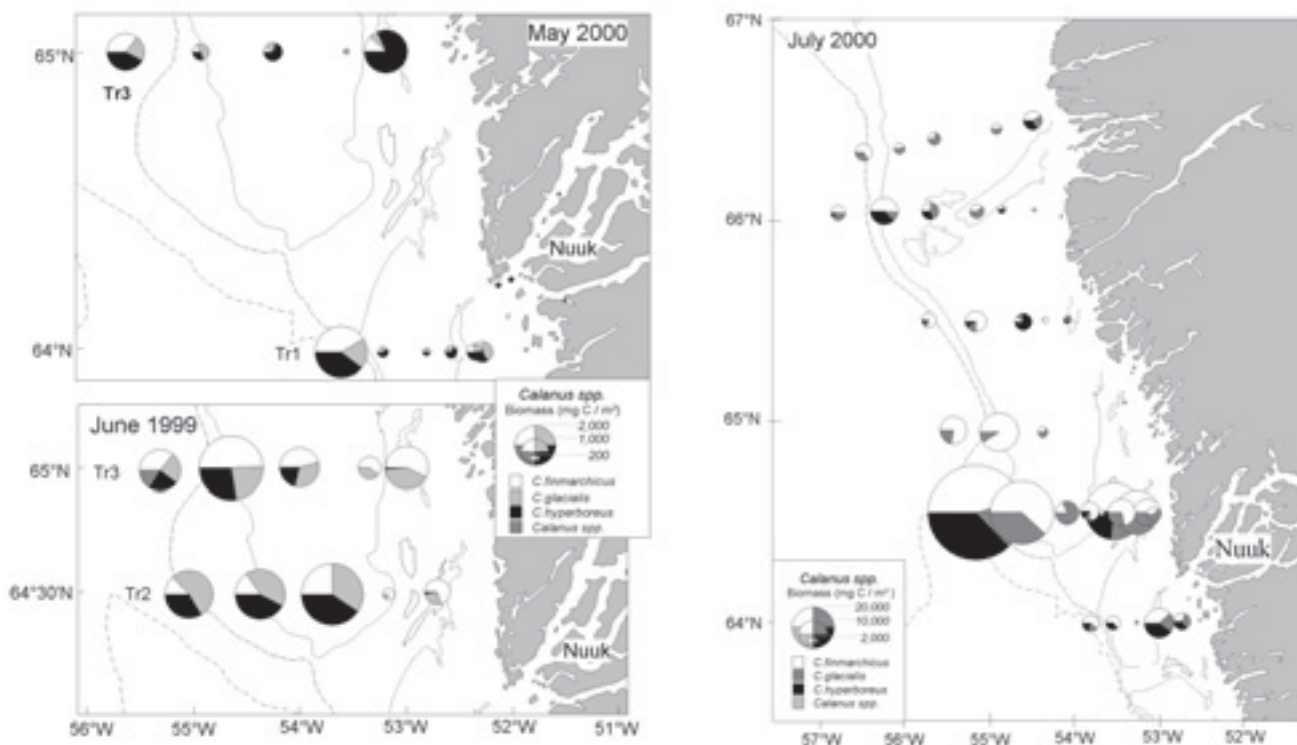 May 2000
65°N
Tr3
Nuuk
64°N
Tr1
Calanus spp.
Biomass (mg C / m²)
2,000
1,000
200
C.finmarchicus
C.glacialis
C.hyperboreus
Calanus spp.
June 1999
Tr3
65°N
64°30'N
Tr2
Nuuk
56°W 55°W 54°W 53°W 52°W 51°W
67°N
July 2000
66°N
65°N
Nuuk
64°N
Calanus spp.
Biomass (mg C / m²)
20,000
10,000
2,000
C.finmarchicus
C.glacialis
C.hyperboreus
Calanus spp.
57°W 56°W 55°W 54°W 53°W 52°W